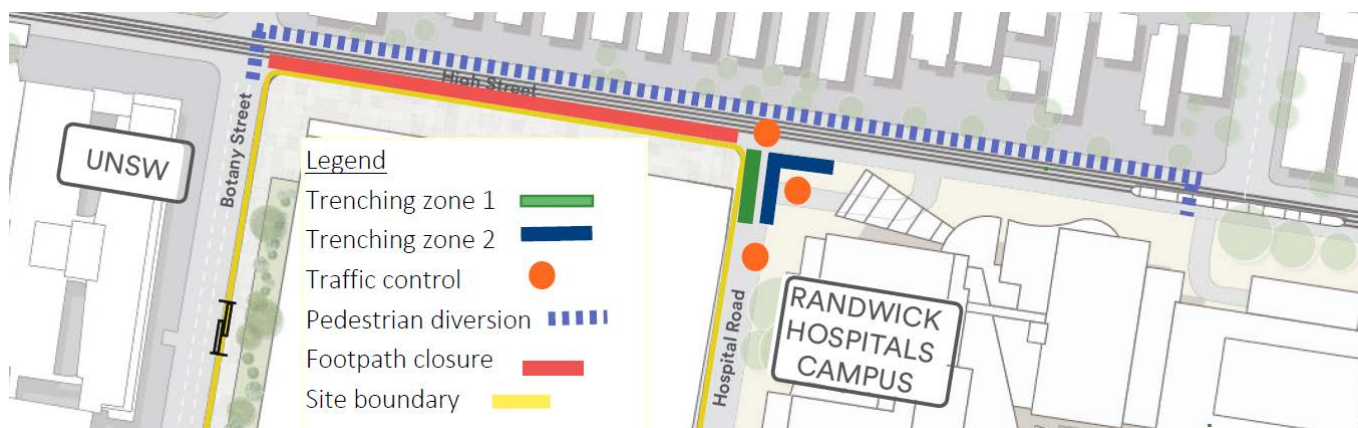 High Street
Botany Street
UNSW
Legend
Trenching zone 1
Trenching zone 2
Traffic control
Pedestrian diversion
Footpath closure
Site boundary
Hospital Road
RANDWICK
HOSPITALS
CAMPUS